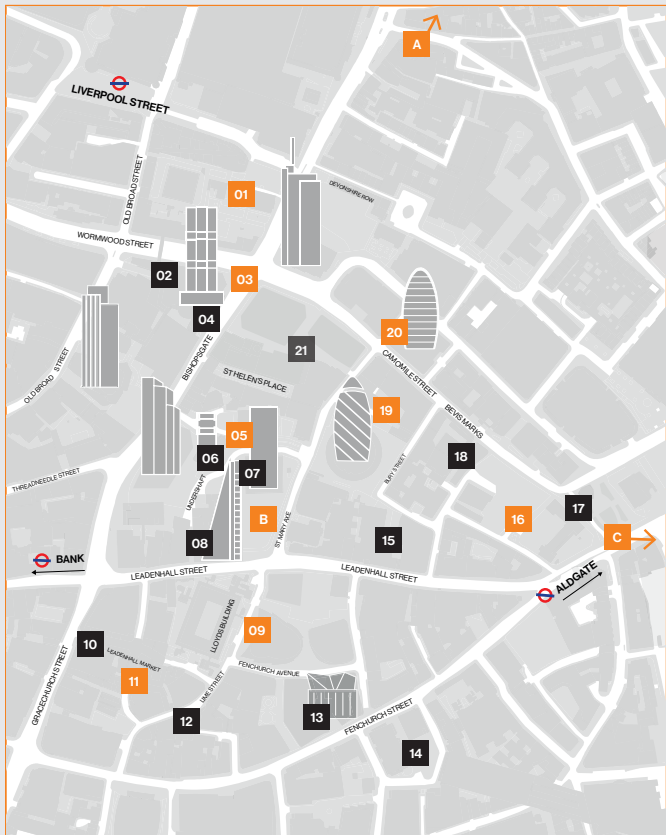 A
LIVERPOOL STREET
OLD BROAD STREET
DEVONSHIRE ROW
01
WORMWOOD STREET
02
03
04
20
21
BISHOPSGATE
CAMOMILE STREET
OLD BROAD STREET
ST HELEN'S PLACE
19
BEVIS MARKS
05
06
18
BURY STREET
07
THREADNEEDLE STREET
UNDERSHAFT
17
B
16
ST MARY AXE
C
08
15
BANK
LEADENHALL STREET
LEADENHALL STREET
ALDGATE
LLOYDS BUILDING
09
10
LEADENHALL MARKET
FENCHURCH AVENUE
11
LIME STREET
GRACECHURCH STREET
12
13
FENCHURCH STREET
14